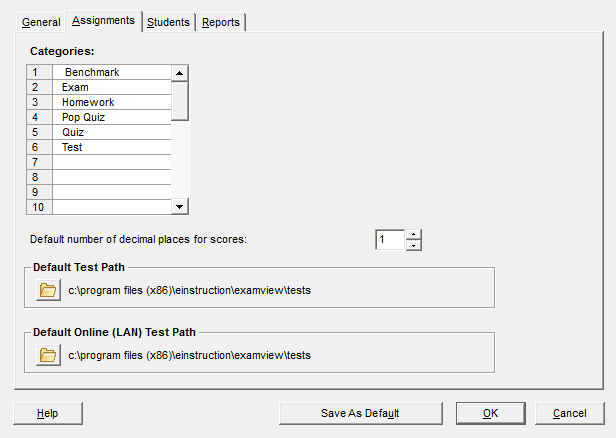 General Assignments Students Reports
Categories:
1 Benchmark
2 Exam
3 Homework
4 Pop Quiz
5 Quiz
6 Test
7
8
9
10
Default number of decimal places for scores: 1
Default Test Path
c:\program files (x86)\einstruction\examview\tests
Default Online (LAN) Test Path
c:\program files (x86)\einstruction\examview\tests
Help Save As Default OK Cancel